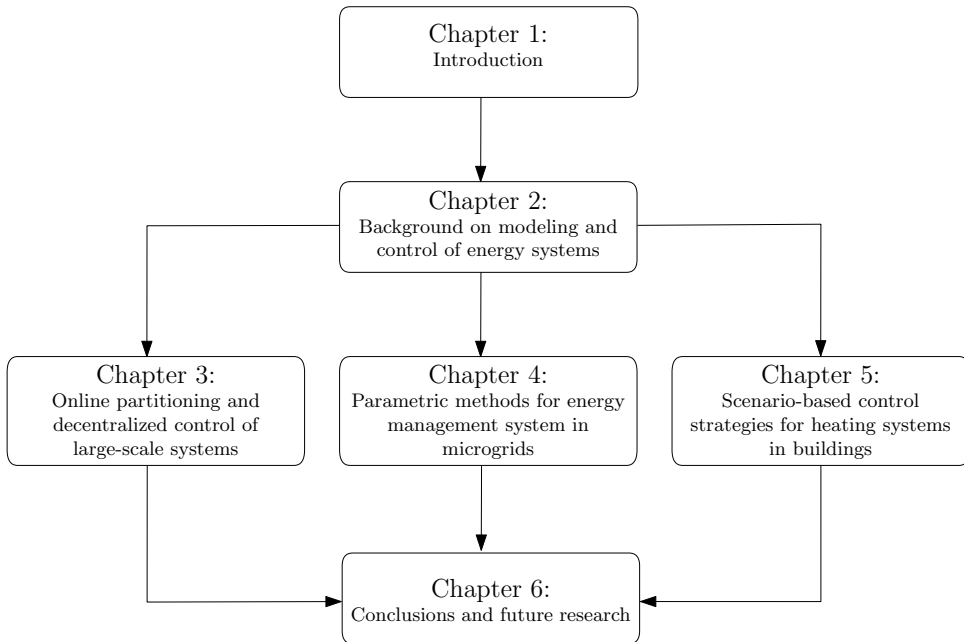 Chapter 1:
Introduction
Chapter 2:
Background on modeling and
control of energy systems
Chapter 3:
Online partitioning and
decentralized control of
large-scale systems
Chapter 4:
Parametric methods for energy
management system in
microgrids
Chapter 5:
Scenario-based control
strategies for heating systems
in buildings
Chapter 6:
Conclusions and future research